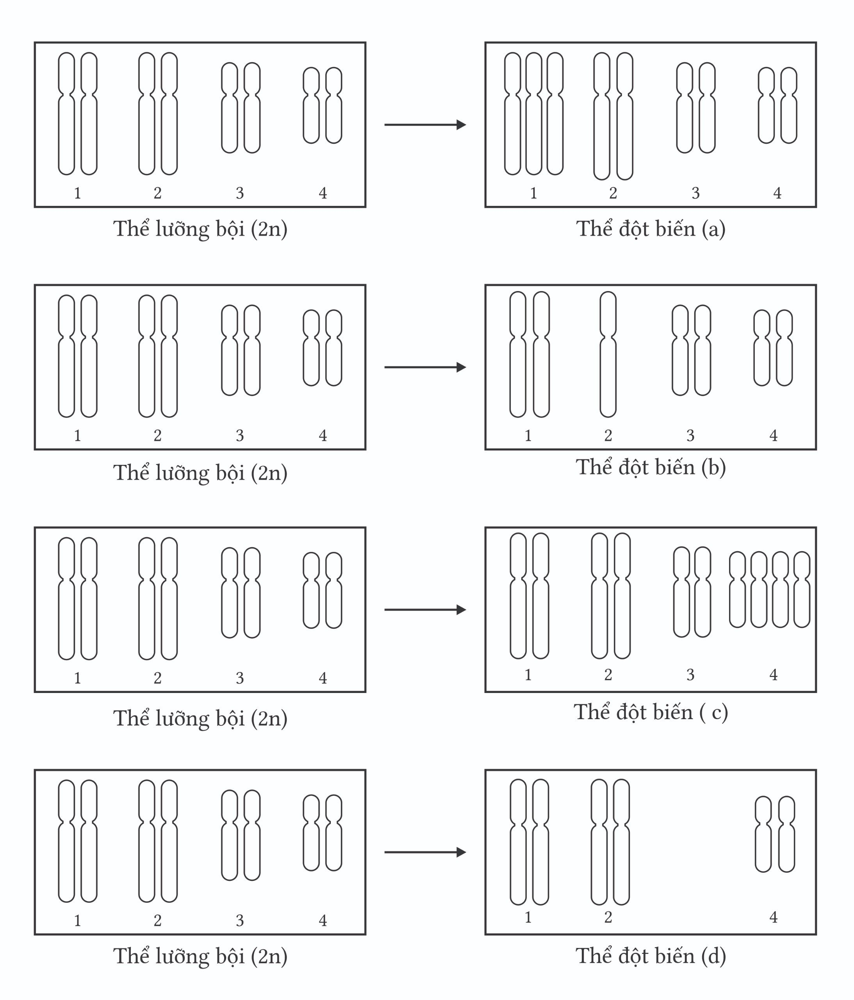 1 2 3 4
1 2 3 4
Thể lưỡng bội (2n)
Thể đột biến (a)
1 2 3 4
1 2 3 4
Thể lưỡng bội (2n)
Thể đột biến (b)
1 2 3 4
1 2 3 4
Thể lưỡng bội (2n)
Thể đột biến ( c)
1 2 3 4
1 2 4
Thể lưỡng bội (2n)
Thể đột biến (d)